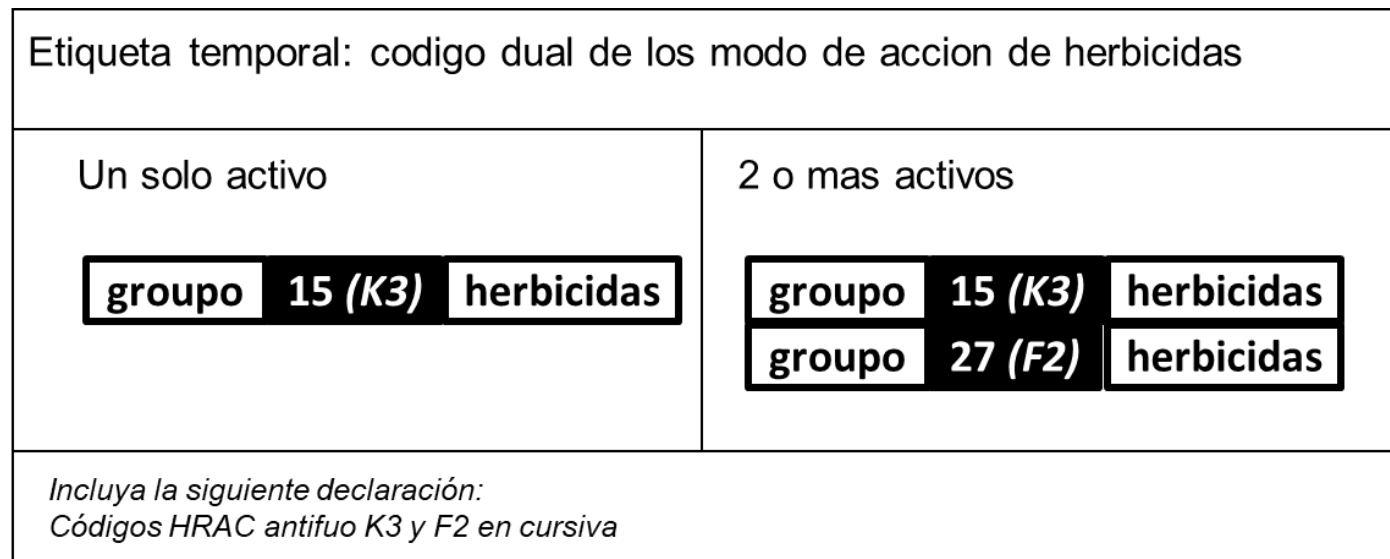 Etiqueta temporal: codigo dual de los modo de accion de herbicidas
Un solo activo
groupo 15 (K3) herbicidas
2 o mas activos
groupo 15 (K3) herbicidas
groupo 27 (F2) herbicidas
Incluya la siguiente declaración:
Códigos HRAC antifuo K3 y F2 en cursiva